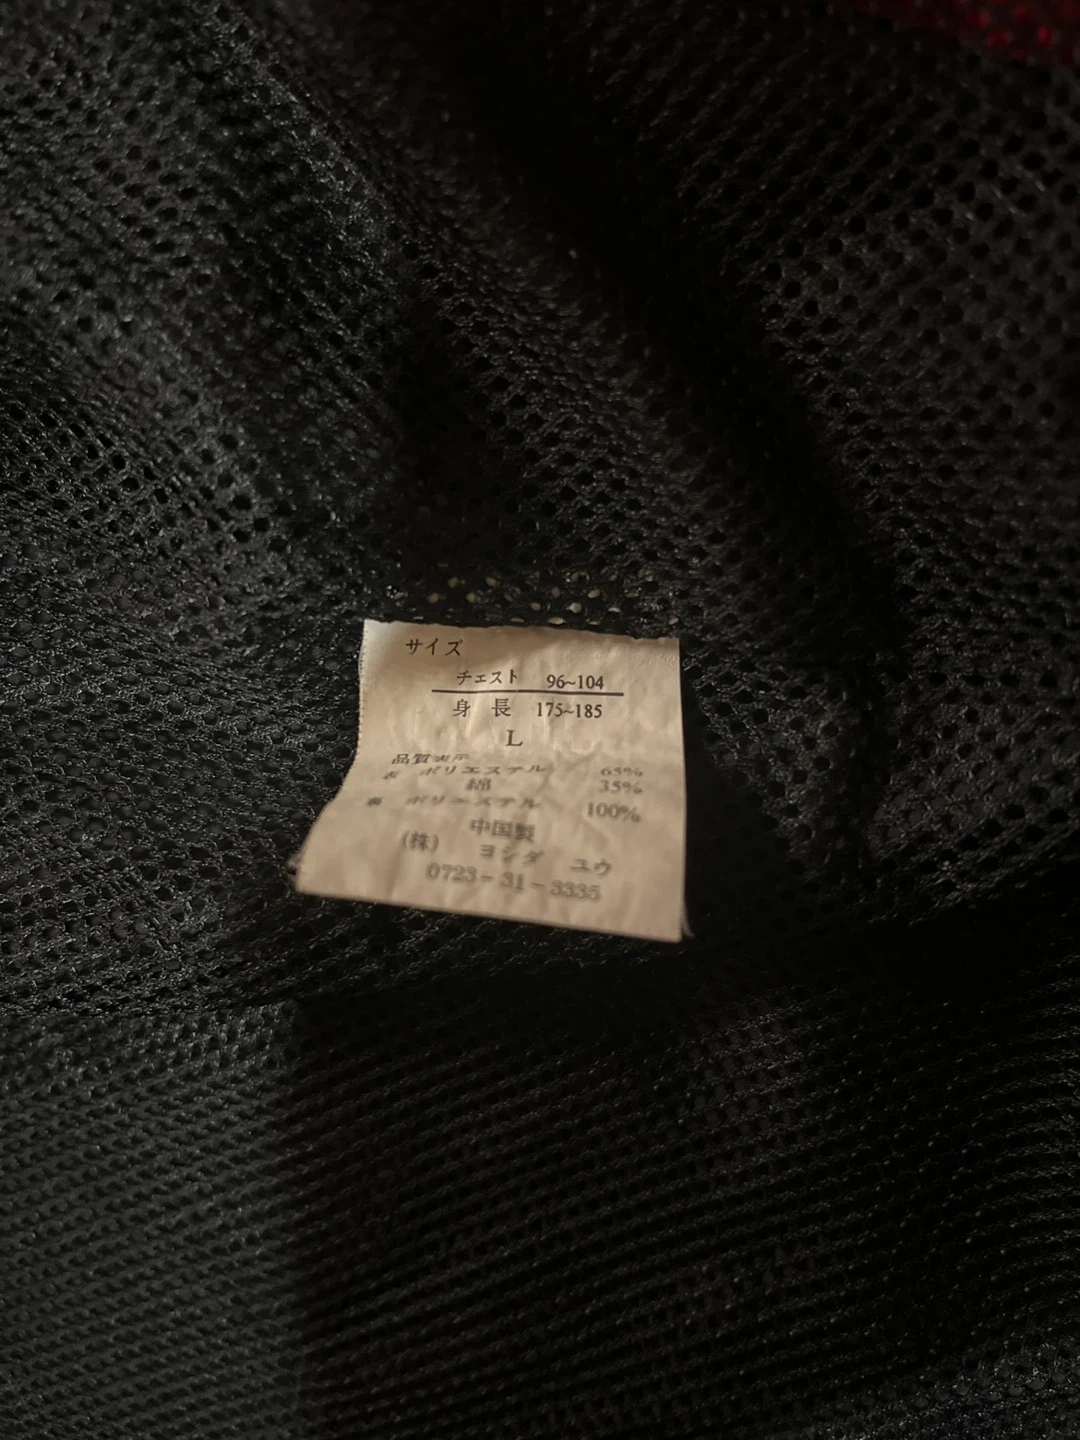 サイズ
チェスト 96~104
身長 175~185
L
品質表示
表 ポリエステル 65%
綿 35%
裏 ポリエステル 100%
中国製
(株) ヨシダ ユウ
0723-31-3335